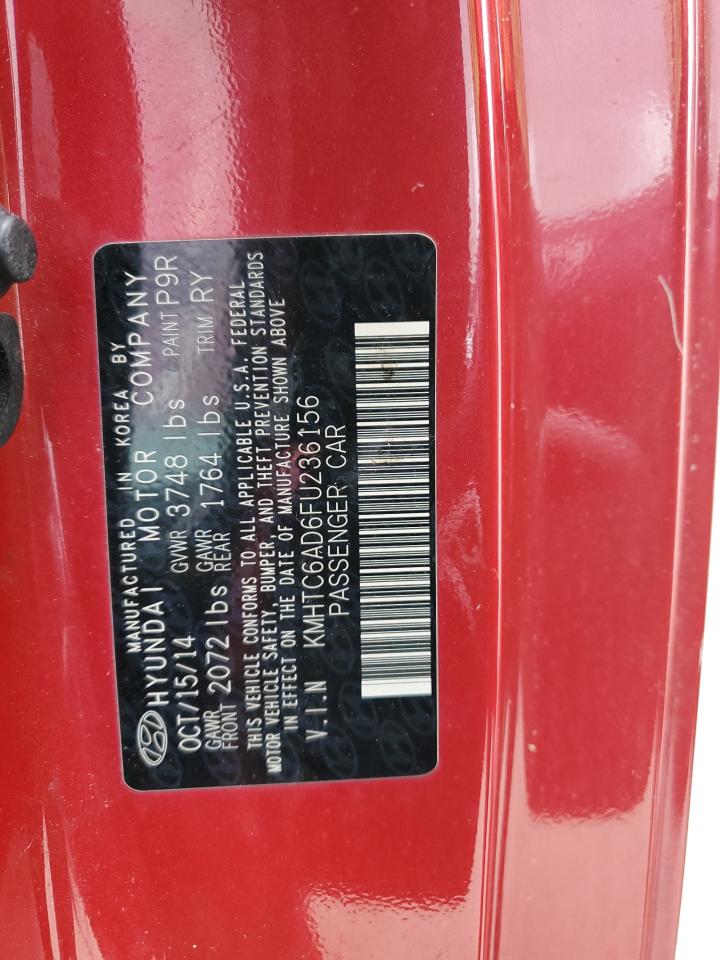 MANUFACTURED IN KOREA BY
HYUNDAI MOTOR COMPANY
OCT/15/14 GVWR 3748 lbs PAINT P9R
GAWR FRONT 2072 lbs GAWR REAR 1764 lbs TRIM RY
THIS VEHICLE CONFORMS TO ALL APPLICABLE U.S.A. FEDERAL
MOTOR VEHICLE SAFETY, BUMPER, AND THEFT PREVENTION STANDARDS
IN EFFECT ON THE DATE OF MANUFACTURE SHOWN ABOVE
V.I.N KMHTC6AD6FU236156
PASSENGER CAR